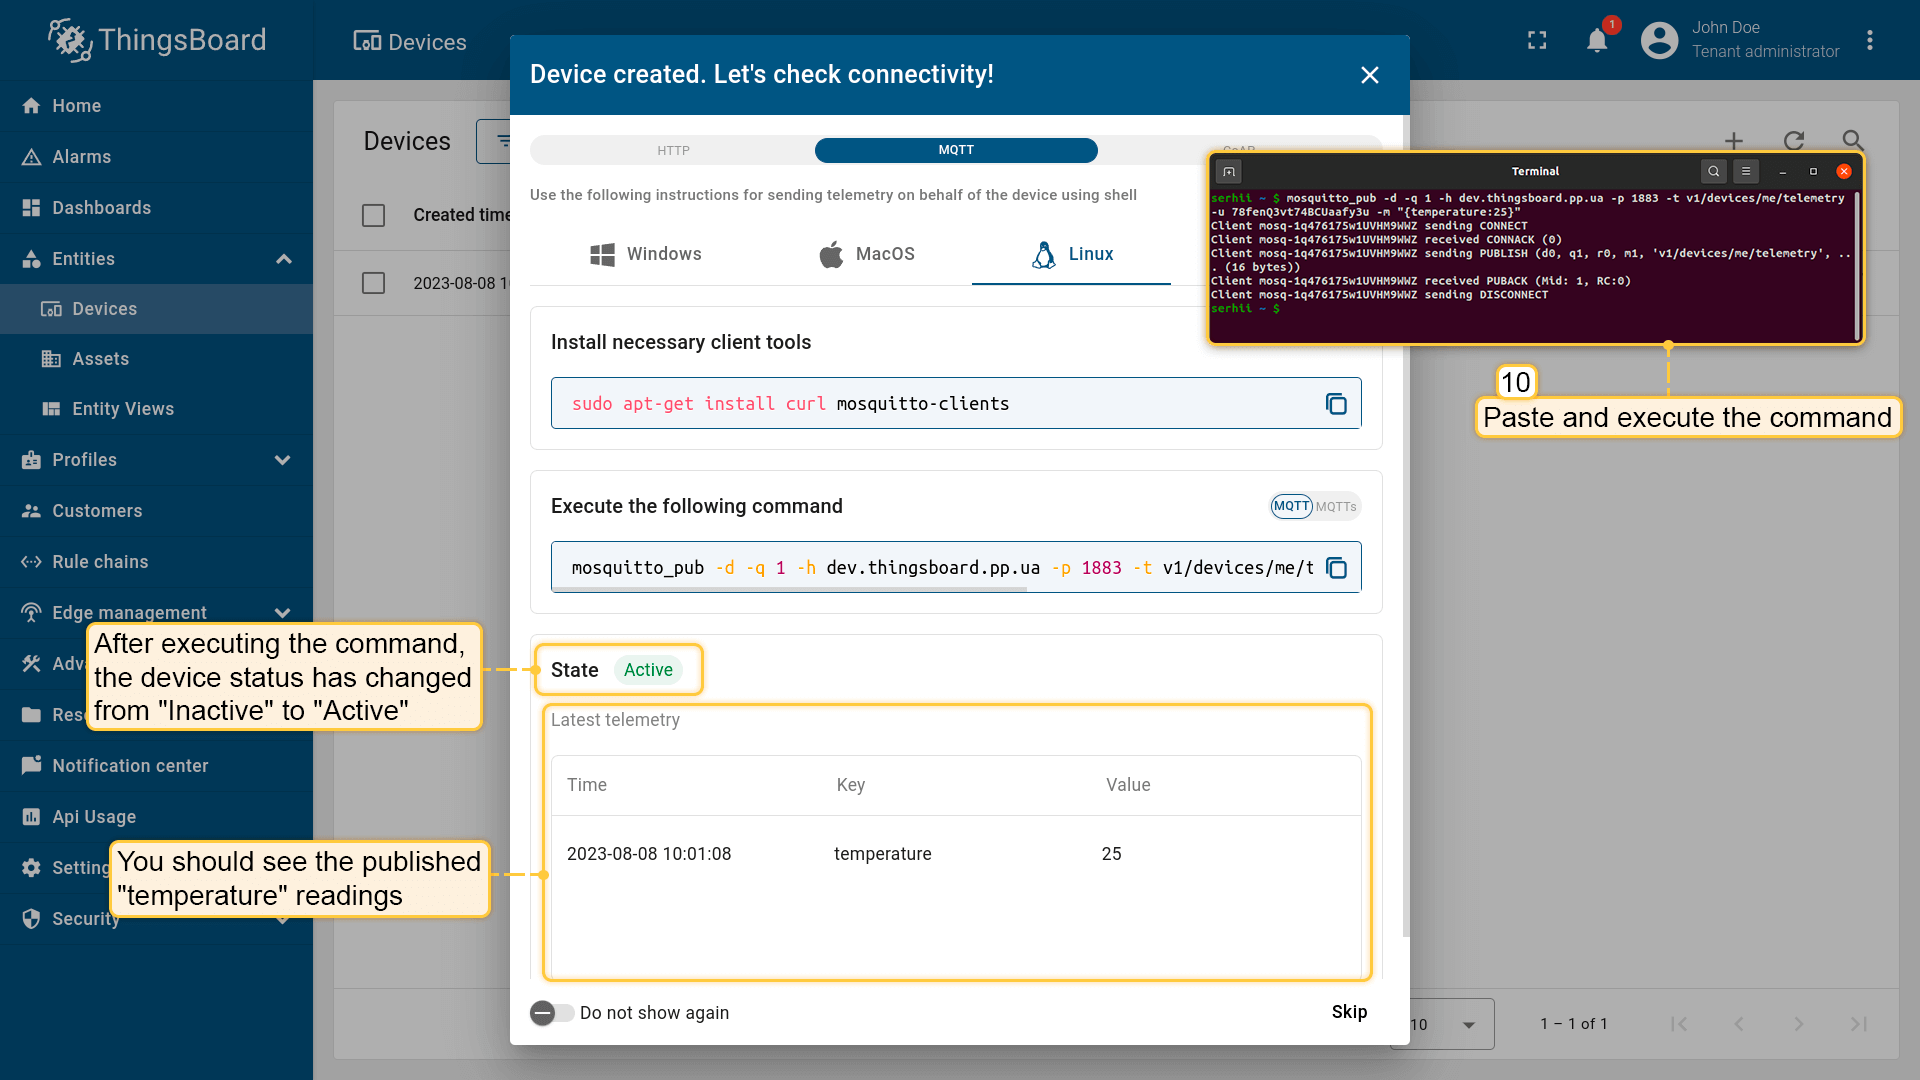 ThingsBoard
Devices
1
John Doe
Tenant administrator
Home
Alarms
Dashboards
Entities
Devices
Assets
Entity Views
Profiles
Customers
Rule chains
Edge management
Adva
Res
Notification center
Api Usage
Setting
Security
Devices
Created time
2023-08-08 1
Device created. Let's check connectivity!
HTTP
MQTT
CoAP
Use the following instructions for sending telemetry on behalf of the device using shell
Windows
MacOS
Linux
Install necessary client tools
sudo apt-get install curl mosquitto-clients
Execute the following command
MQTT
MQTTs
mosquitto_pub -d -q 1 -h dev.thingsboard.pp.ua -p 1883 -t v1/devices/me/t
State
Active
Latest telemetry
Time
Key
Value
2023-08-08 10:01:08
temperature
25
Do not show again
Skip
Terminal
serhii ~ $ mosquitto_pub -d -q 1 -h dev.thingsboard.pp.ua -p 1883 -t v1/devices/me/telemetry
-u 78fenQ3vt74BCUaafy3u -m "{temperature:25}"
Client mosq-1q476175w1UVHM9WWZ sending CONNECT
Client mosq-1q476175w1UVHM9WWZ received CONNACK (0)
Client mosq-1q476175w1UVHM9WWZ sending PUBLISH (d0, q1, r0, m1, 'v1/devices/me/telemetry', ..
. (16 bytes))
Client mosq-1q476175w1UVHM9WWZ received PUBACK (Mid: 1, RC:0)
Client mosq-1q476175w1UVHM9WWZ sending DISCONNECT
serhii ~ $
10
Paste and execute the command
After executing the command,
the device status has changed
from "Inactive" to "Active"
You should see the published
"temperature" readings
10
1 – 1 of 1